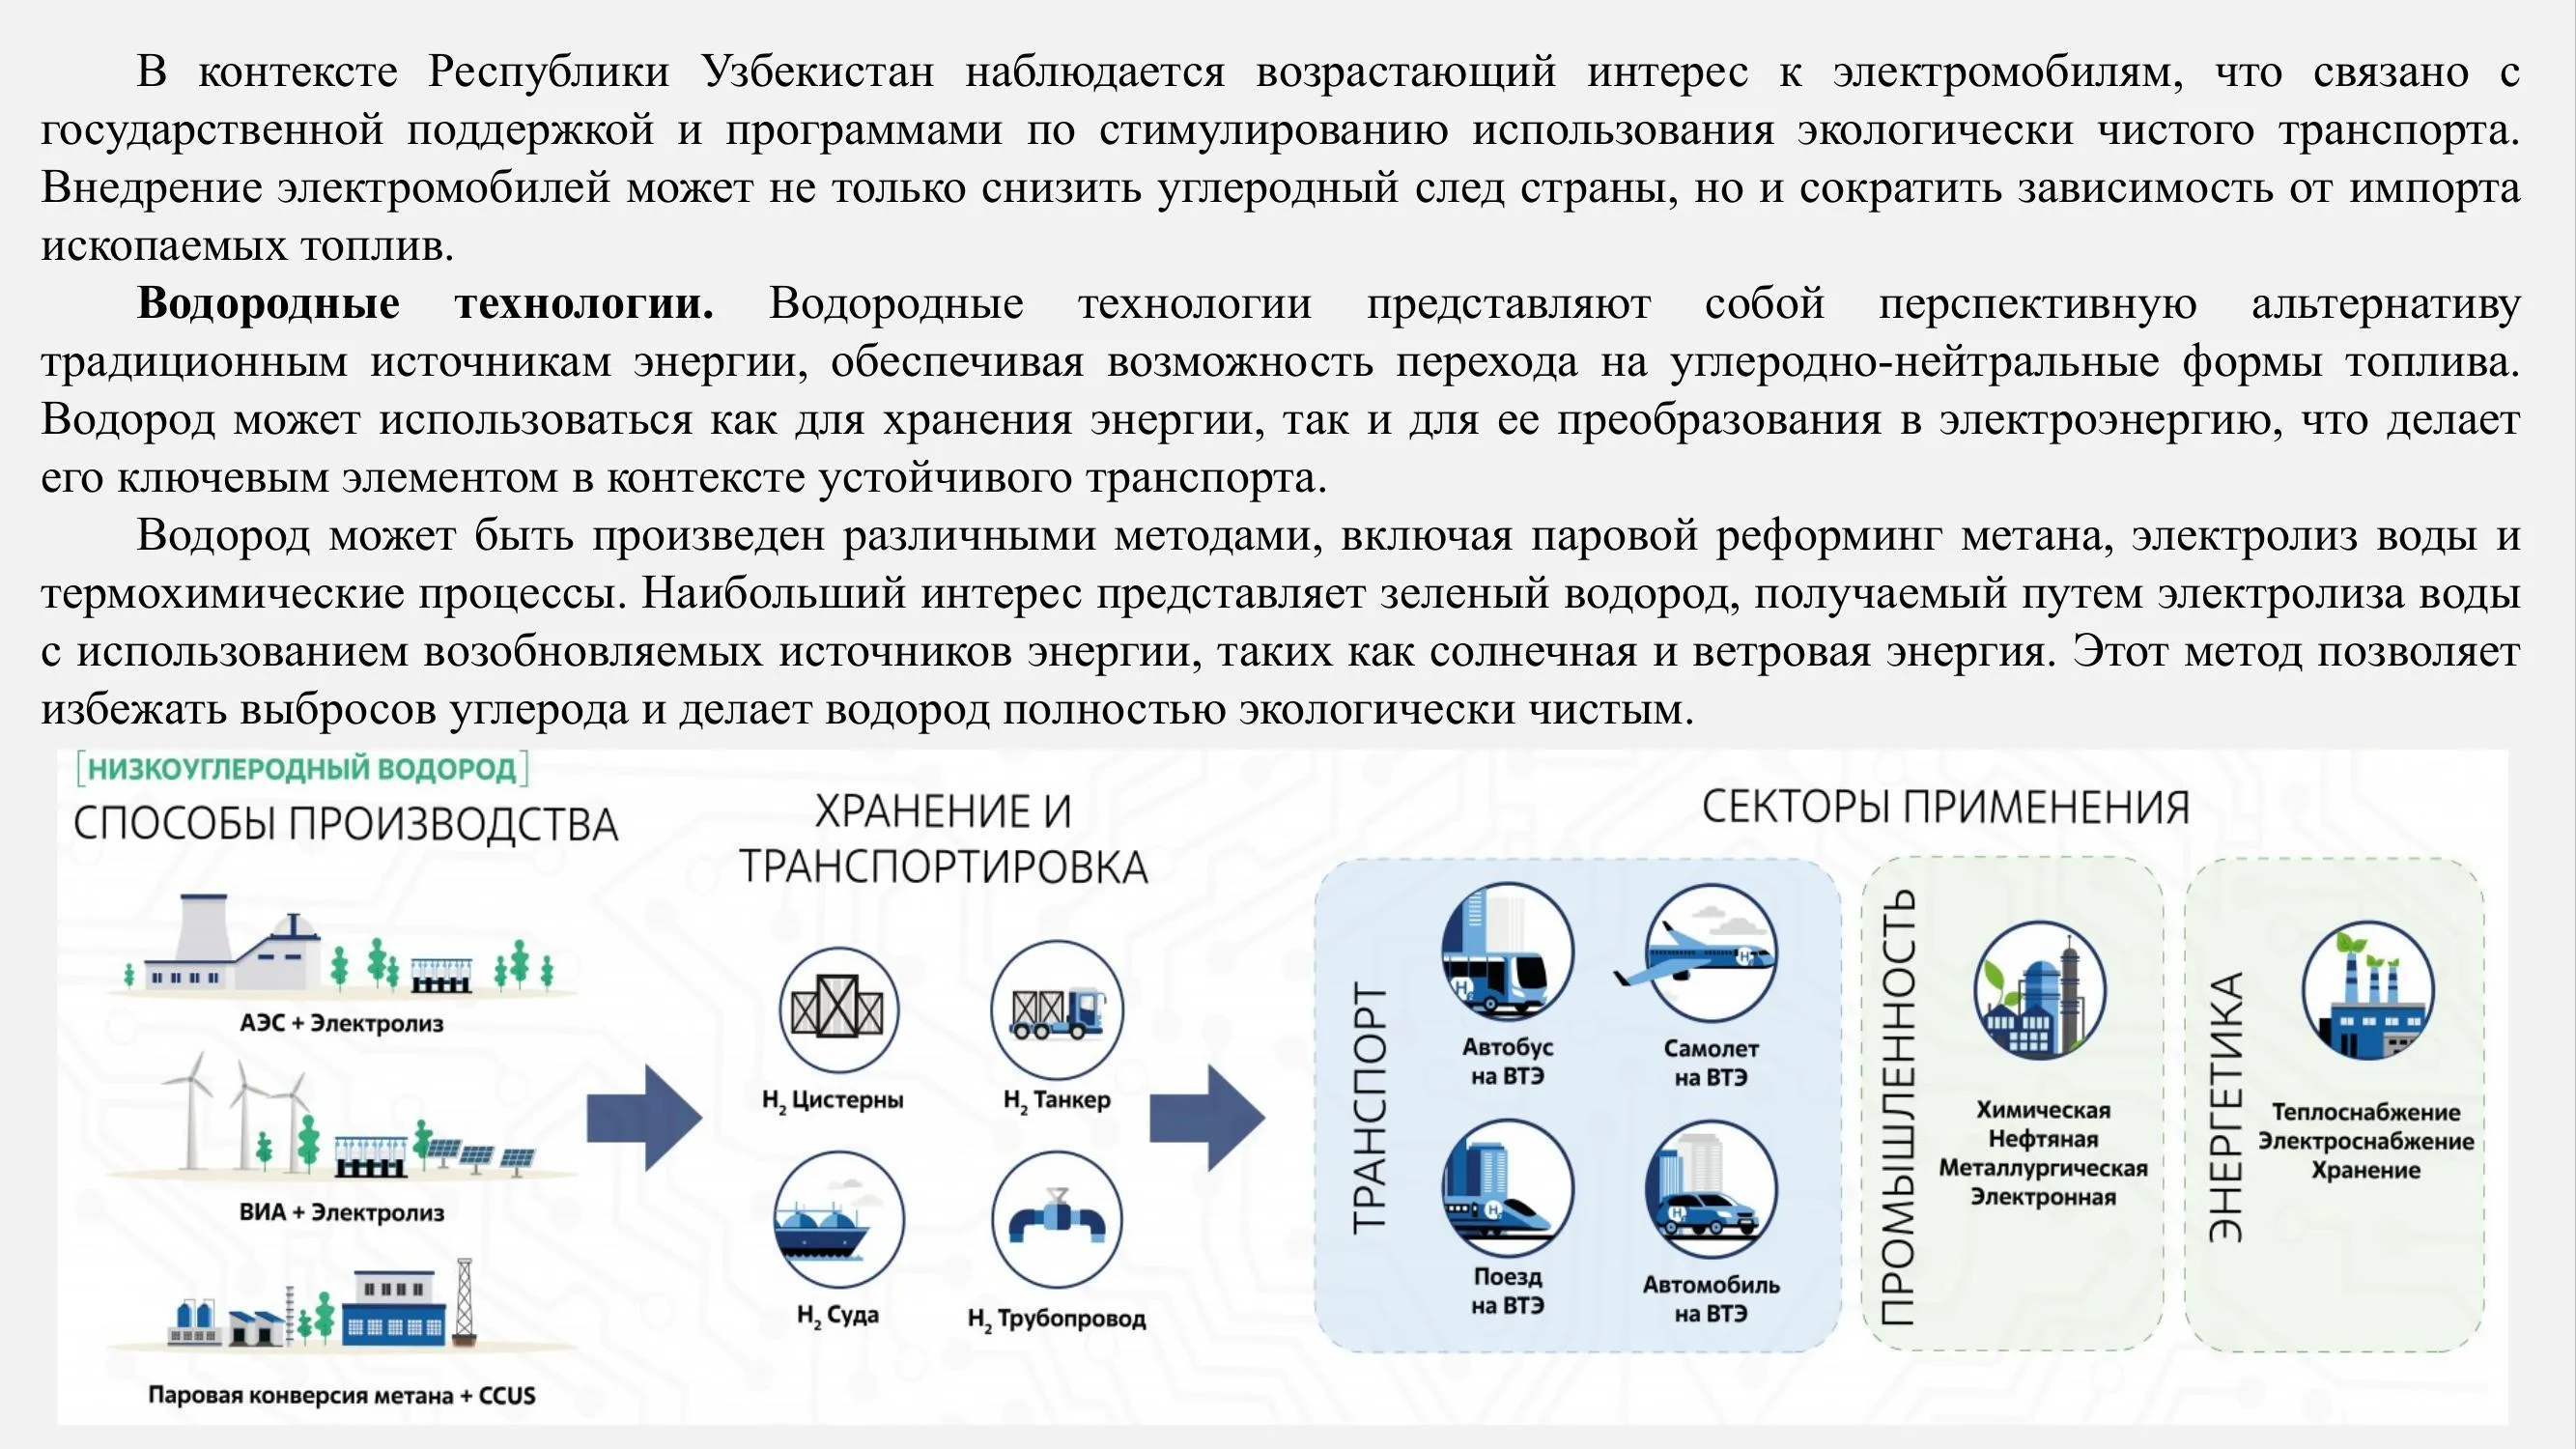 В контексте Республики Узбекистан наблюдается возрастающий интерес к электромобилям, что связано с
государственной поддержкой и программами по стимулированию использования экологически чистого транспорта.
Внедрение электромобилей может не только снизить углеродный след страны, но и сократить зависимость от импорта
ископаемых топлив.
Водородные технологии. Водородные технологии представляют собой перспективную альтернативу
традиционным источникам энергии, обеспечивая возможность перехода на углеродно-нейтральные формы топлива.
Водород может использоваться как для хранения энергии, так и для ее преобразования в электроэнергию, что делает
его ключевым элементом в контексте устойчивого транспорта.
Водород может быть произведен различными методами, включая паровой реформинг метана, электролиз воды и
термохимические процессы. Наибольший интерес представляет зеленый водород, получаемый путем электролиза воды
с использованием возобновляемых источников энергии, таких как солнечная и ветровая энергия. Этот метод позволяет
избежать выбросов углерода и делает водород полностью экологически чистым.
[НИЗКОУГЛЕРОДНЫЙ ВОДОРОД]
СПОСОБЫ ПРОИЗВОДСТВА
АЭС + Электролиз
ВИА + Электролиз
Паровая конверсия метана + CCUS
ХРАНЕНИЕ И
ТРАНСПОРТИРОВКА
H₂ Цистерны
H₂ Танкер
H₂ Суда
H₂ Трубопровод
СЕКТОРЫ ПРИМЕНЕНИЯ
ТРАНСПОРТ
H₂
Автобус
на ВТЭ
H₂
Самолет
на ВТЭ
H₂
Поезд
на ВТЭ
H₂
Автомобиль
на ВТЭ
ПРОМЫШЛЕННОСТЬ
Химическая
Нефтяная
Металлургическая
Электронная
ЭНЕРГЕТИКА
Теплоснабжение
Электроснабжение
Хранение